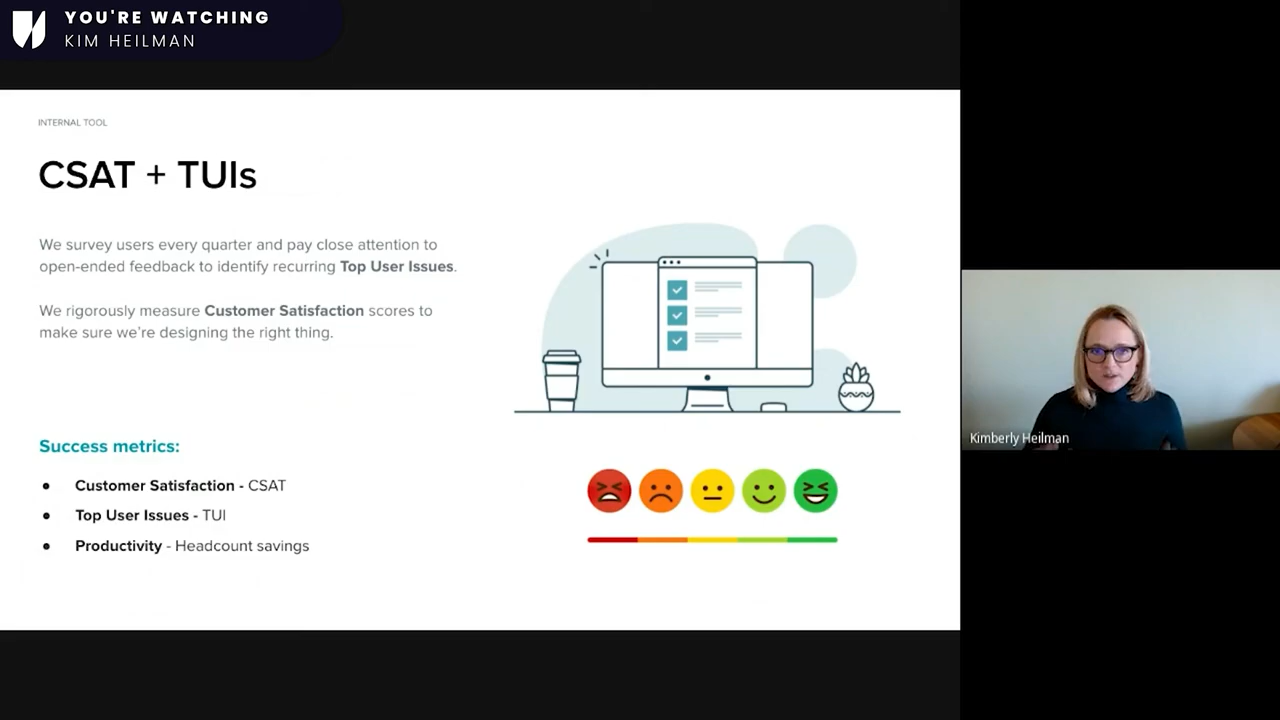 YOU'RE WATCHING
KIM HEILMAN
INTERNAL TOOL
CSAT + TUIs
We survey users every quarter and pay close attention to
open-ended feedback to identify recurring Top User Issues.
We rigorously measure Customer Satisfaction scores to
make sure we're designing the right thing.
Success metrics:
● Customer Satisfaction - CSAT
● Top User Issues - TUI
● Productivity - Headcount savings
Kimberly Heilman